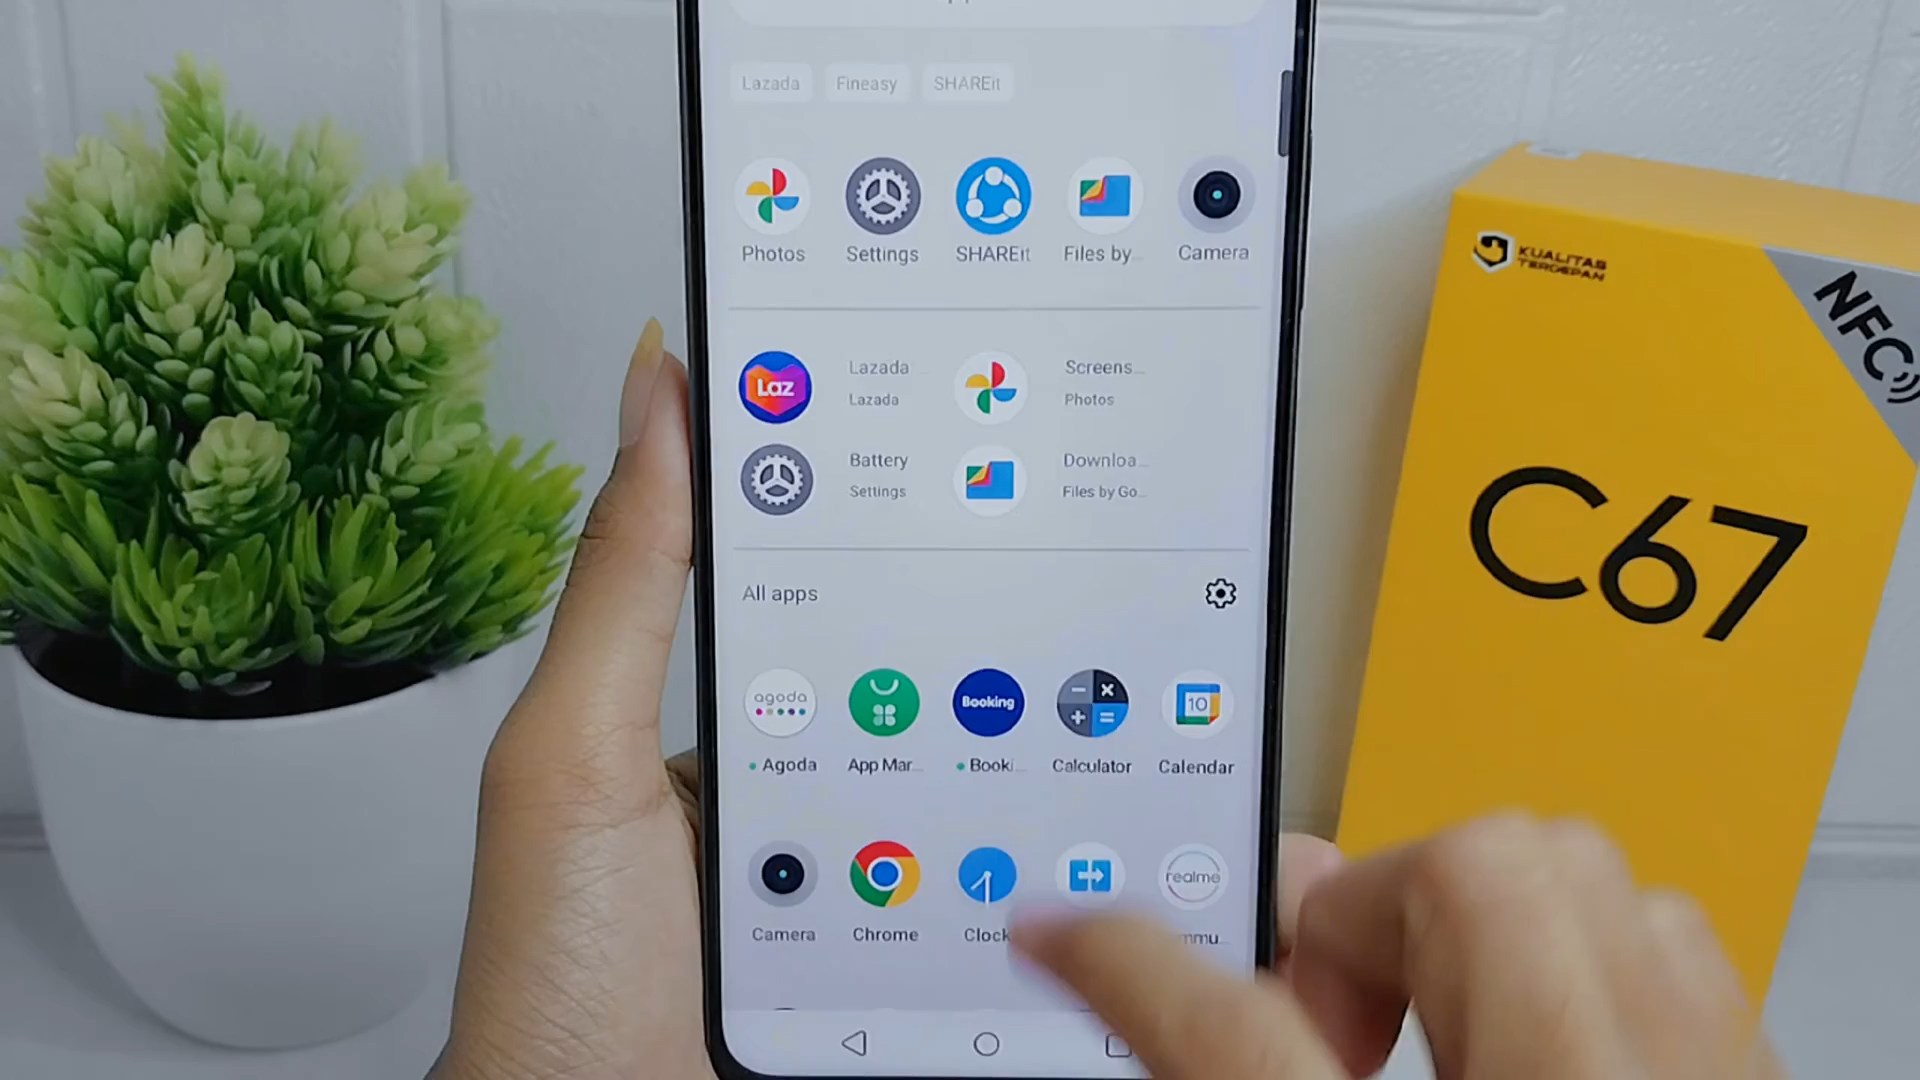 Lazada Fineasy SHAREit
Photos Settings SHAREit Files by... Camera
Laz
Lazada ... Screens...
Lazada Photos
Battery Downloa...
Settings Files by Go...
All apps
agoda Booking 10
Agoda App Mar... Booki... Calculator Calendar
realme
Camera Chrome Clock mmu...
KUALITAS
TERDEPAN
NFC
C67